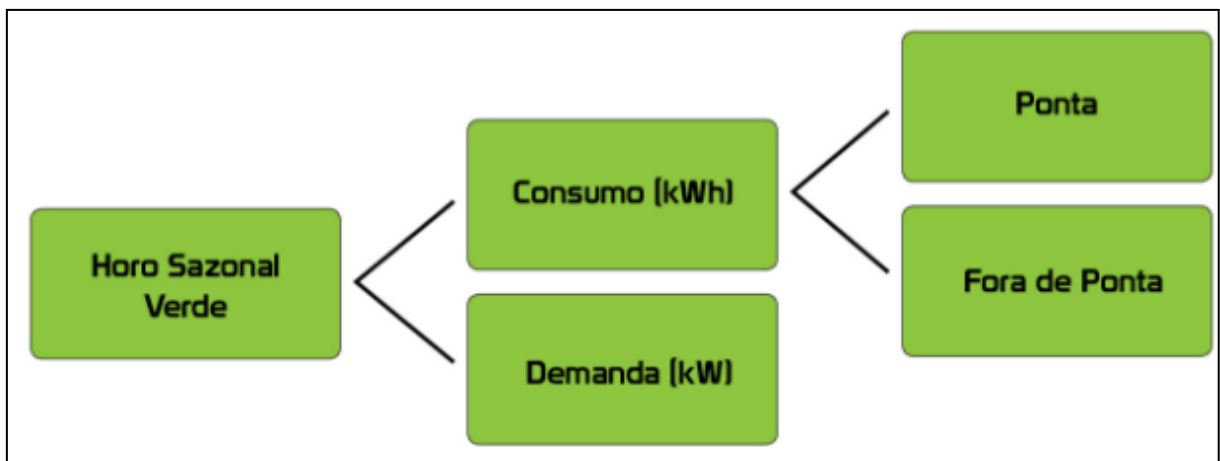 Horo Sazonal
Verde
Consumo (kWh)
Demanda (kW)
Ponta
Fora de Ponta